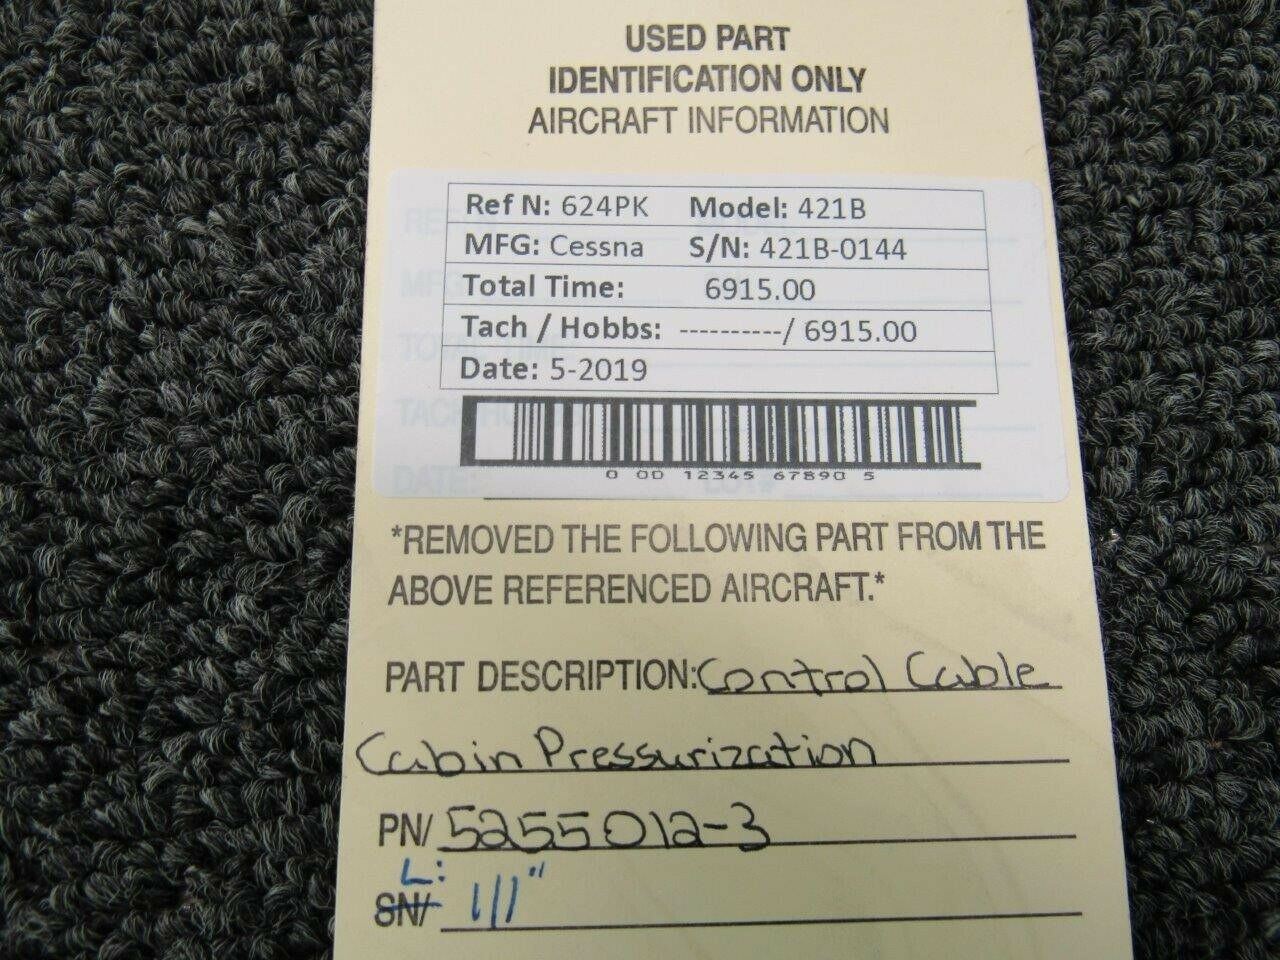 USED PART
IDENTIFICATION ONLY
AIRCRAFT INFORMATION
Ref N: 624PK Model: 421B
MFG: Cessna S/N: 421B-0144
Total Time: 6915.00
Tach / Hobbs: ----------/ 6915.00
Date: 5-2019
0 00 12345 67890 5
*REMOVED THE FOLLOWING PART FROM THE
ABOVE REFERENCED AIRCRAFT.*
PART DESCRIPTION: Control Cable
Cabin Pressurization
PN/ 5255012-3
L:
SN/ 111"